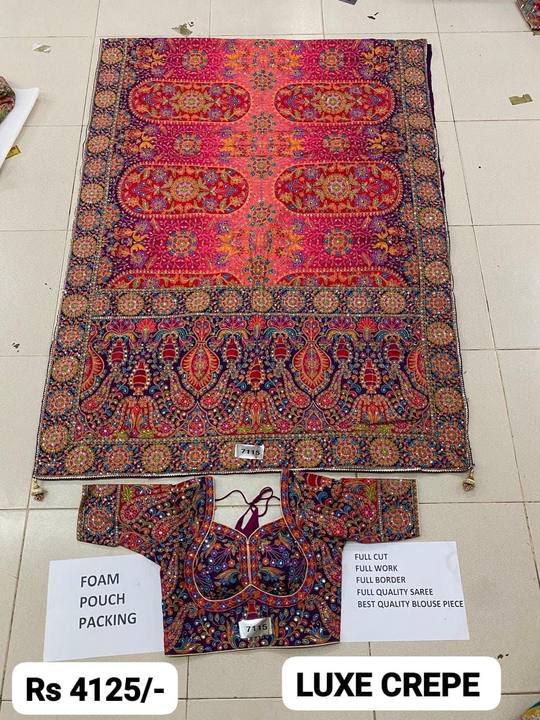 7115
7115
FOAM
POUCH
PACKING
FULL CUT
FULL WORK
FULL BORDER
FULL QUALITY SAREE
BEST QUALITY BLOUSE PIECE
Rs 4125/-
LUXE CREPE